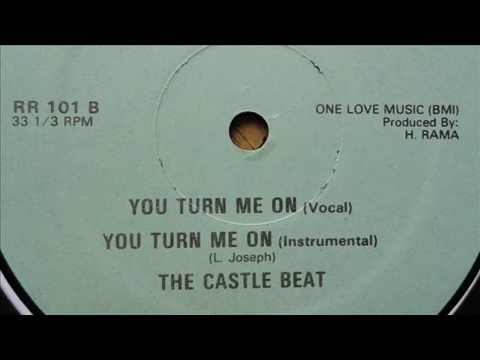 RR 101 B
33 1/3 RPM
ONE LOVE MUSIC (BMI)
Produced By:
H. RAMA
YOU TURN ME ON (Vocal)
YOU TURN ME ON (Instrumental)
(L. Joseph)
THE CASTLE BEAT